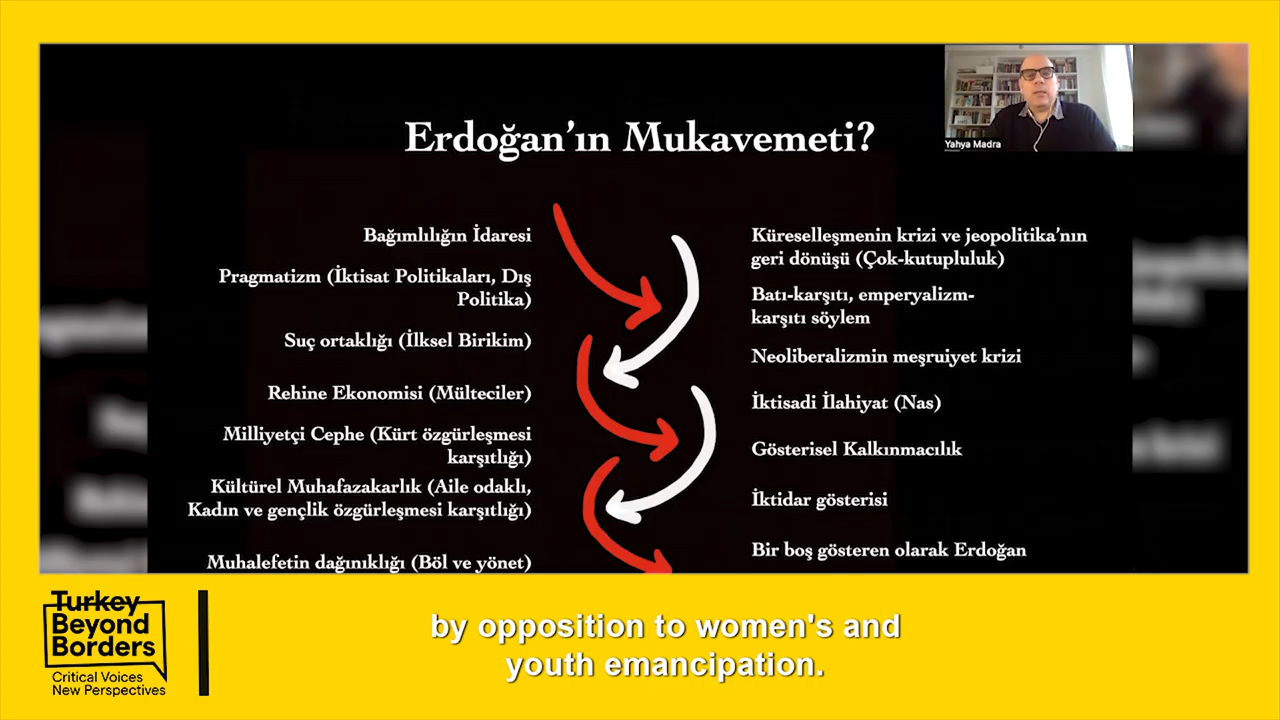 Erdoğan’ın Mukavemeti?
Yahya Madra
Bağımlılığın İdaresi
Pragmatizm (İktisat Politikaları, Dış
Politika)
Suç ortaklığı (İlksel Birikim)
Rehine Ekonomisi (Mülteciler)
Milliyetçi Cephe (Kürt özgürleşmesi
karşıtlığı)
Kültürel Muhafazakarlık (Aile odaklı,
Kadın ve gençlik özgürleşmesi karşıtlığı)
Muhalefetin dağınıklığı (Böl ve yönet)
Küreselleşmenin krizi ve jeopolitika’nın
geri dönüşü (Çok-kutupluluk)
Batı-karşıtı, emperyalizm-
karşıtı söylem
Neoliberalizmin meşruiyet krizi
İktisadi İlahiyat (Nas)
Gösterisel Kalkınmacılık
İktidar gösterisi
Bir boş gösteren olarak Erdoğan
Turkey
Beyond
Borders
Critical Voices
New Perspectives
by opposition to women's and
youth emancipation.